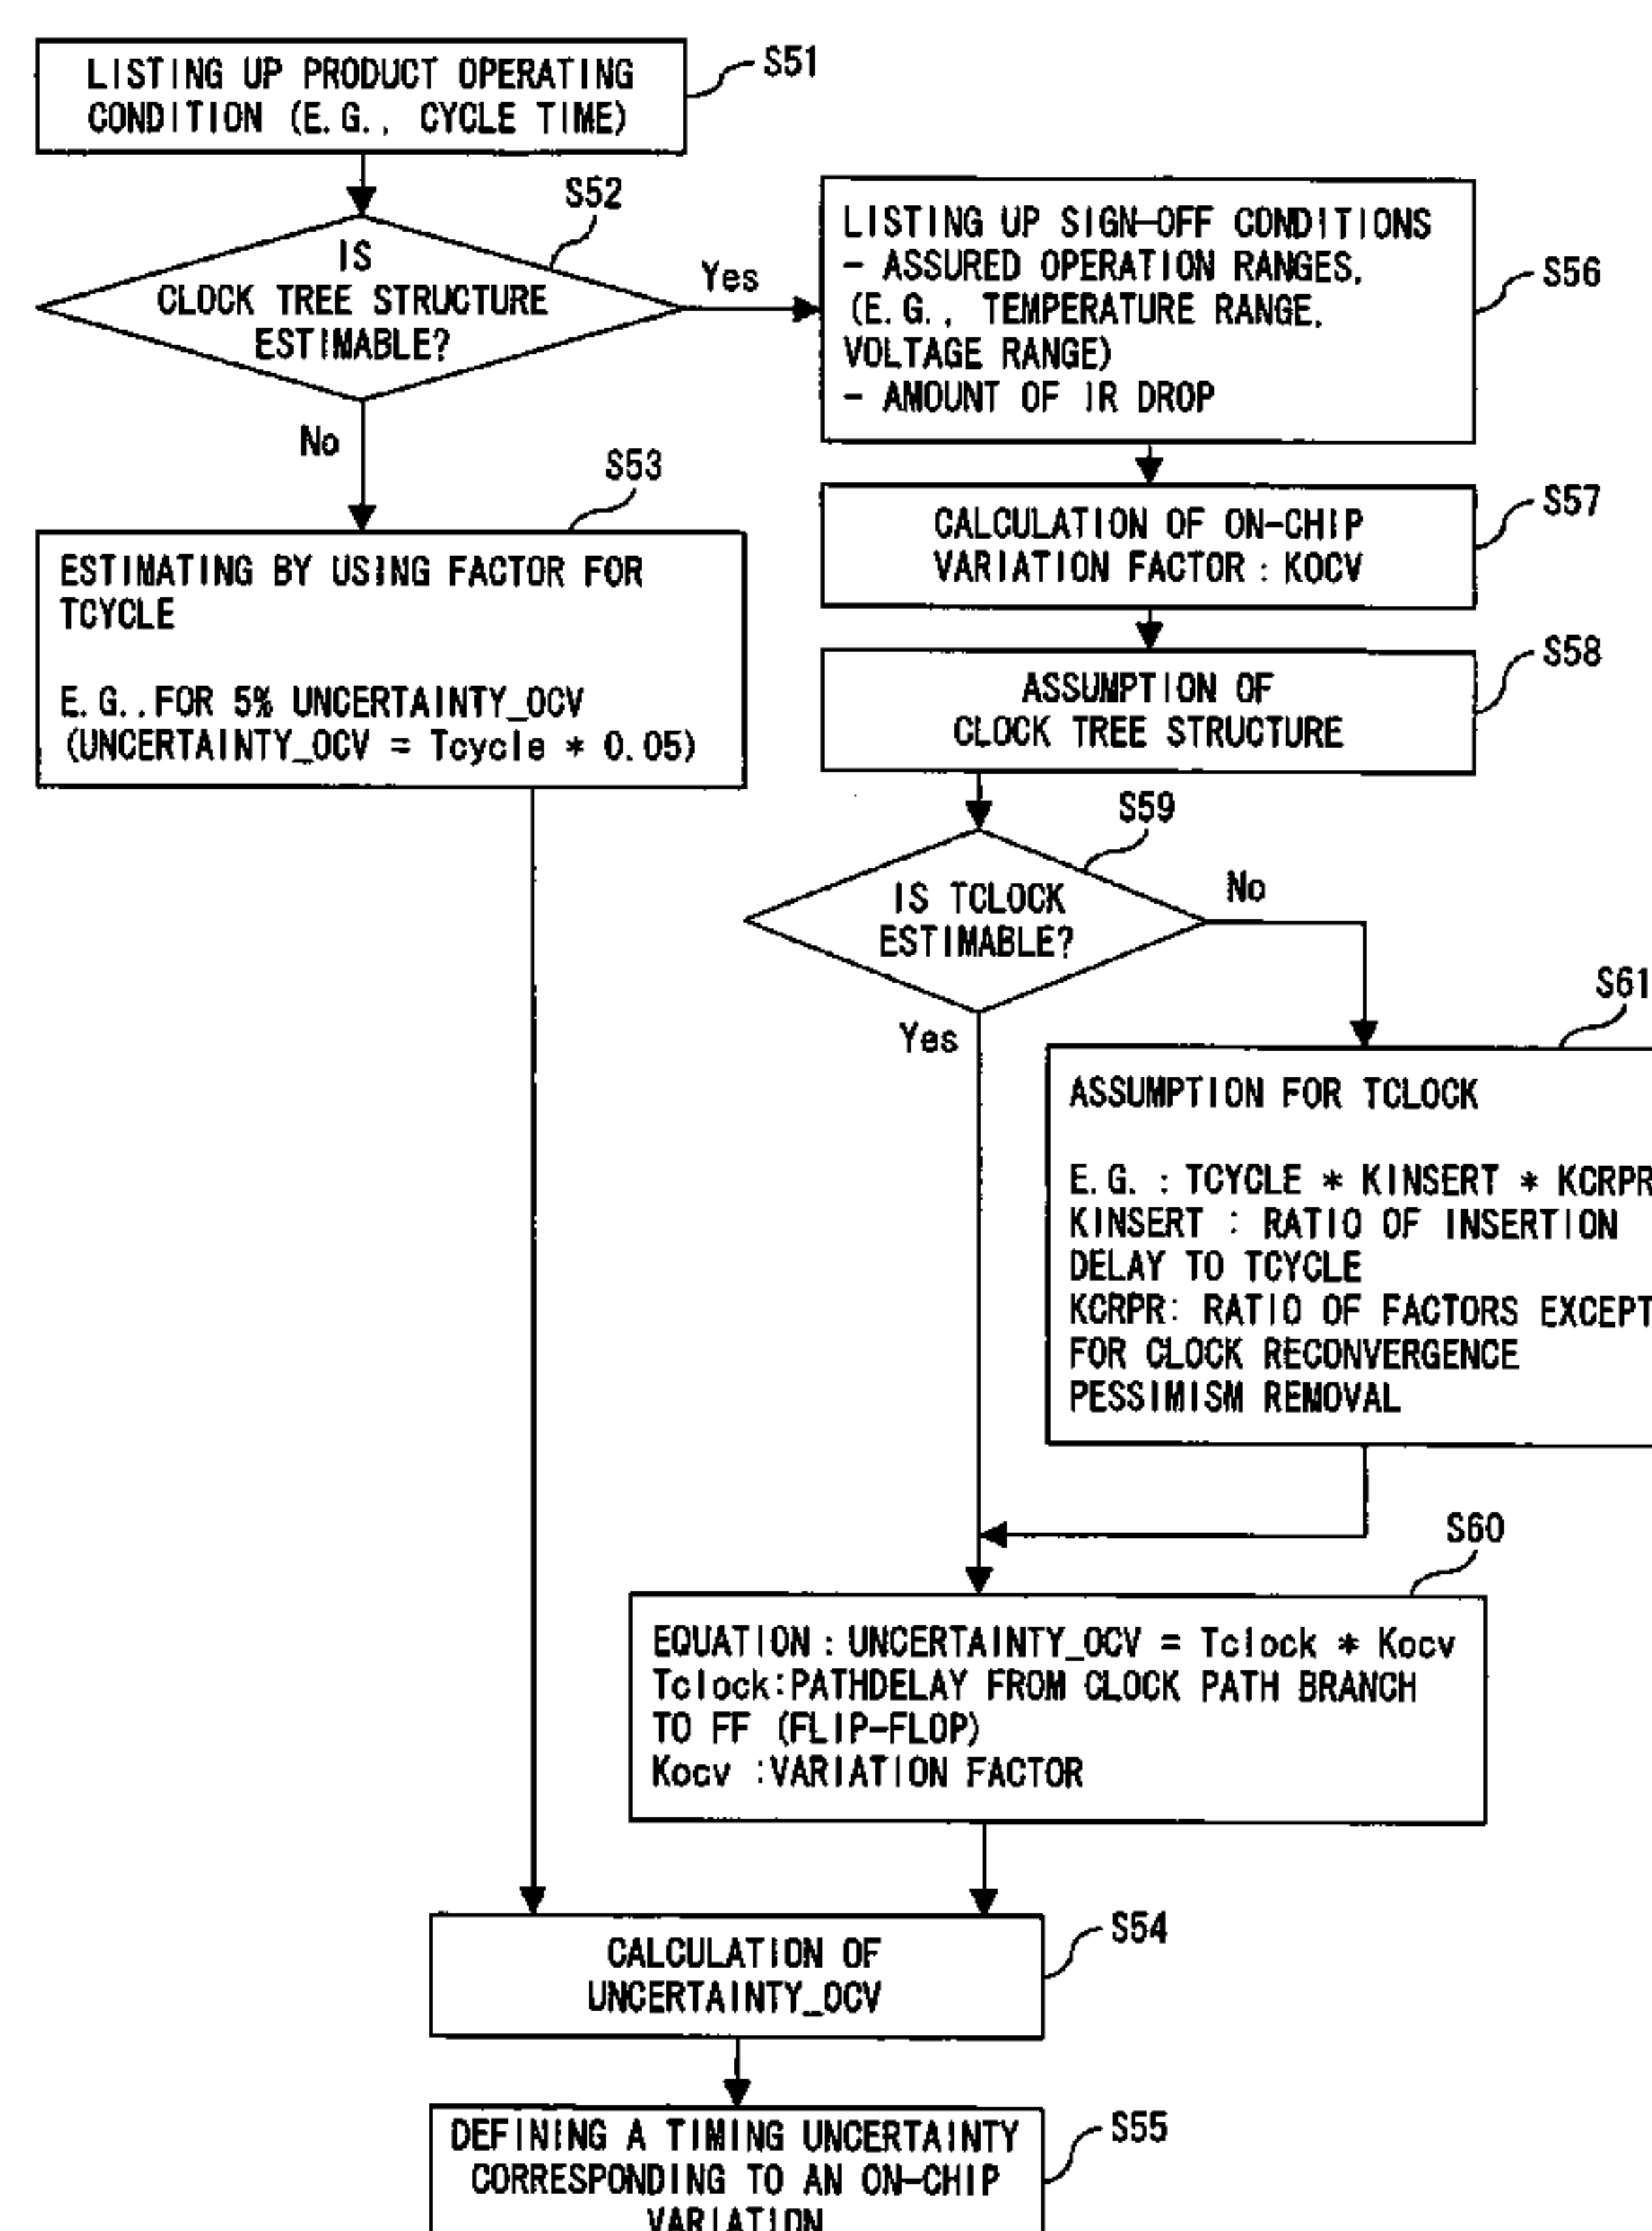 LISTING UP PRODUCT OPERATING
CONDITION (E.G., CYCLE TIME)
S51
S52
IS
CLOCK TREE STRUCTURE
ESTIMABLE?
Yes
No
LISTING UP SIGN-OFF CONDITIONS
- ASSURED OPERATION RANGES,
(E.G., TEMPERATURE RANGE,
VOLTAGE RANGE)
- AMOUNT OF IR DROP
S56
S53
ESTIMATING BY USING FACTOR FOR
TCYCLE
E.G.,FOR 5% UNCERTAINTY_OCV
(UNCERTAINTY_OCV = Tcycle * 0.05)
CALCULATION OF ON-CHIP
VARIATION FACTOR : KOCV
S57
ASSUMPTION OF
CLOCK TREE STRUCTURE
S58
S59
IS TCLOCK
ESTIMABLE?
No
Yes
S61
ASSUMPTION FOR TCLOCK
E.G. : TCYCLE * KINSERT * KCRPR
KINSERT : RATIO OF INSERTION
DELAY TO TCYCLE
KCRPR: RATIO OF FACTORS EXCEPT
FOR CLOCK RECONVERGENCE
PESSIMISM REMOVAL
S60
EQUATION : UNCERTAINTY_OCV = Tclock * Kocv
Tclock:PATHDELAY FROM CLOCK PATH BRANCH
TO FF (FLIP-FLOP)
Kocv :VARIATION FACTOR
CALCULATION OF
UNCERTAINTY_OCV
S54
DEFINING A TIMING UNCERTAINTY
CORRESPONDING TO AN ON-CHIP
VARIATION
S55